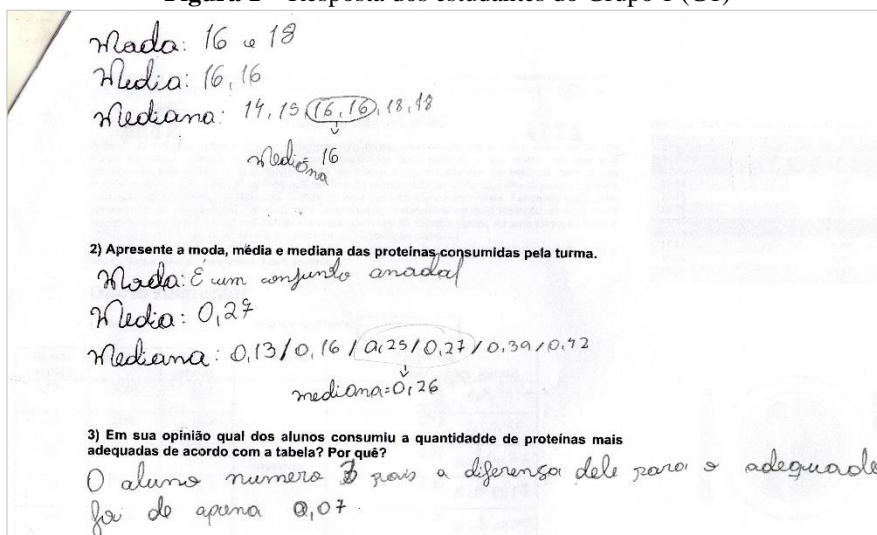 Figura 1 – Resposta dos estudantes do Grupo 1 (G1)
Moda: 16 e 18
Media: 16,16
Mediana: 14, 15, 16, 16, 18, 18
Mediana 16
2) Apresente a moda, média e mediana das proteínas consumidas pela turma.
Moda: É um conjunto amodal
Media: 0,27
Mediana: 0,13 / 0,16 / 0,25 / 0,27 / 0,39 / 0,42
mediana=0,26
3) Em sua opinião qual dos alunos consumiu a quantidadde de proteínas mais
adequadas de acordo com a tabela? Por quê?
O aluno numero 3 pois a diferensa dele para o adequado
foi de apena 0,07.